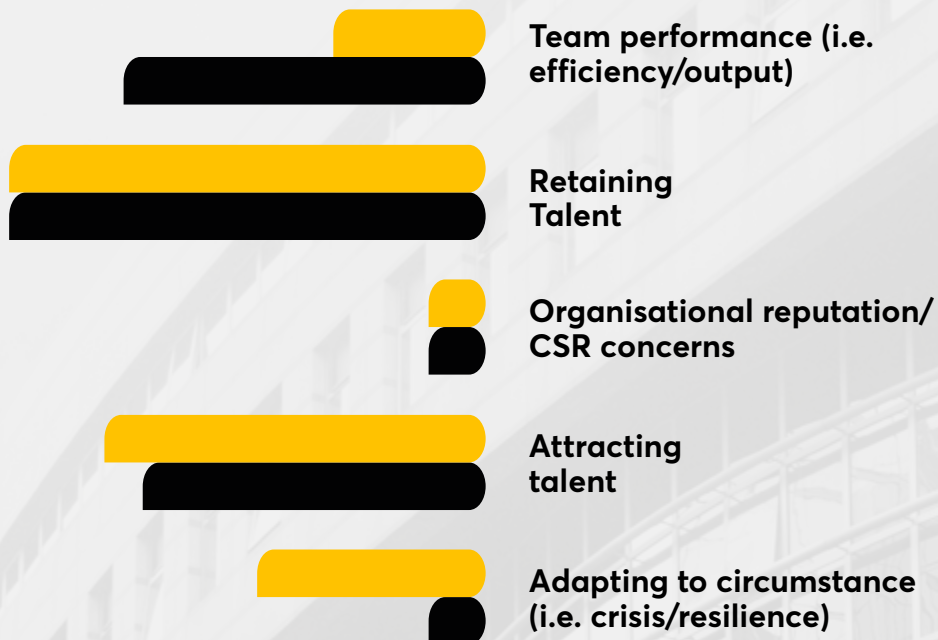 Team performance (i.e.
efficiency/output)
Retaining
Talent
Organisational reputation/
CSR concerns
Attracting
talent
Adapting to circumstance
(i.e. crisis/resilience)